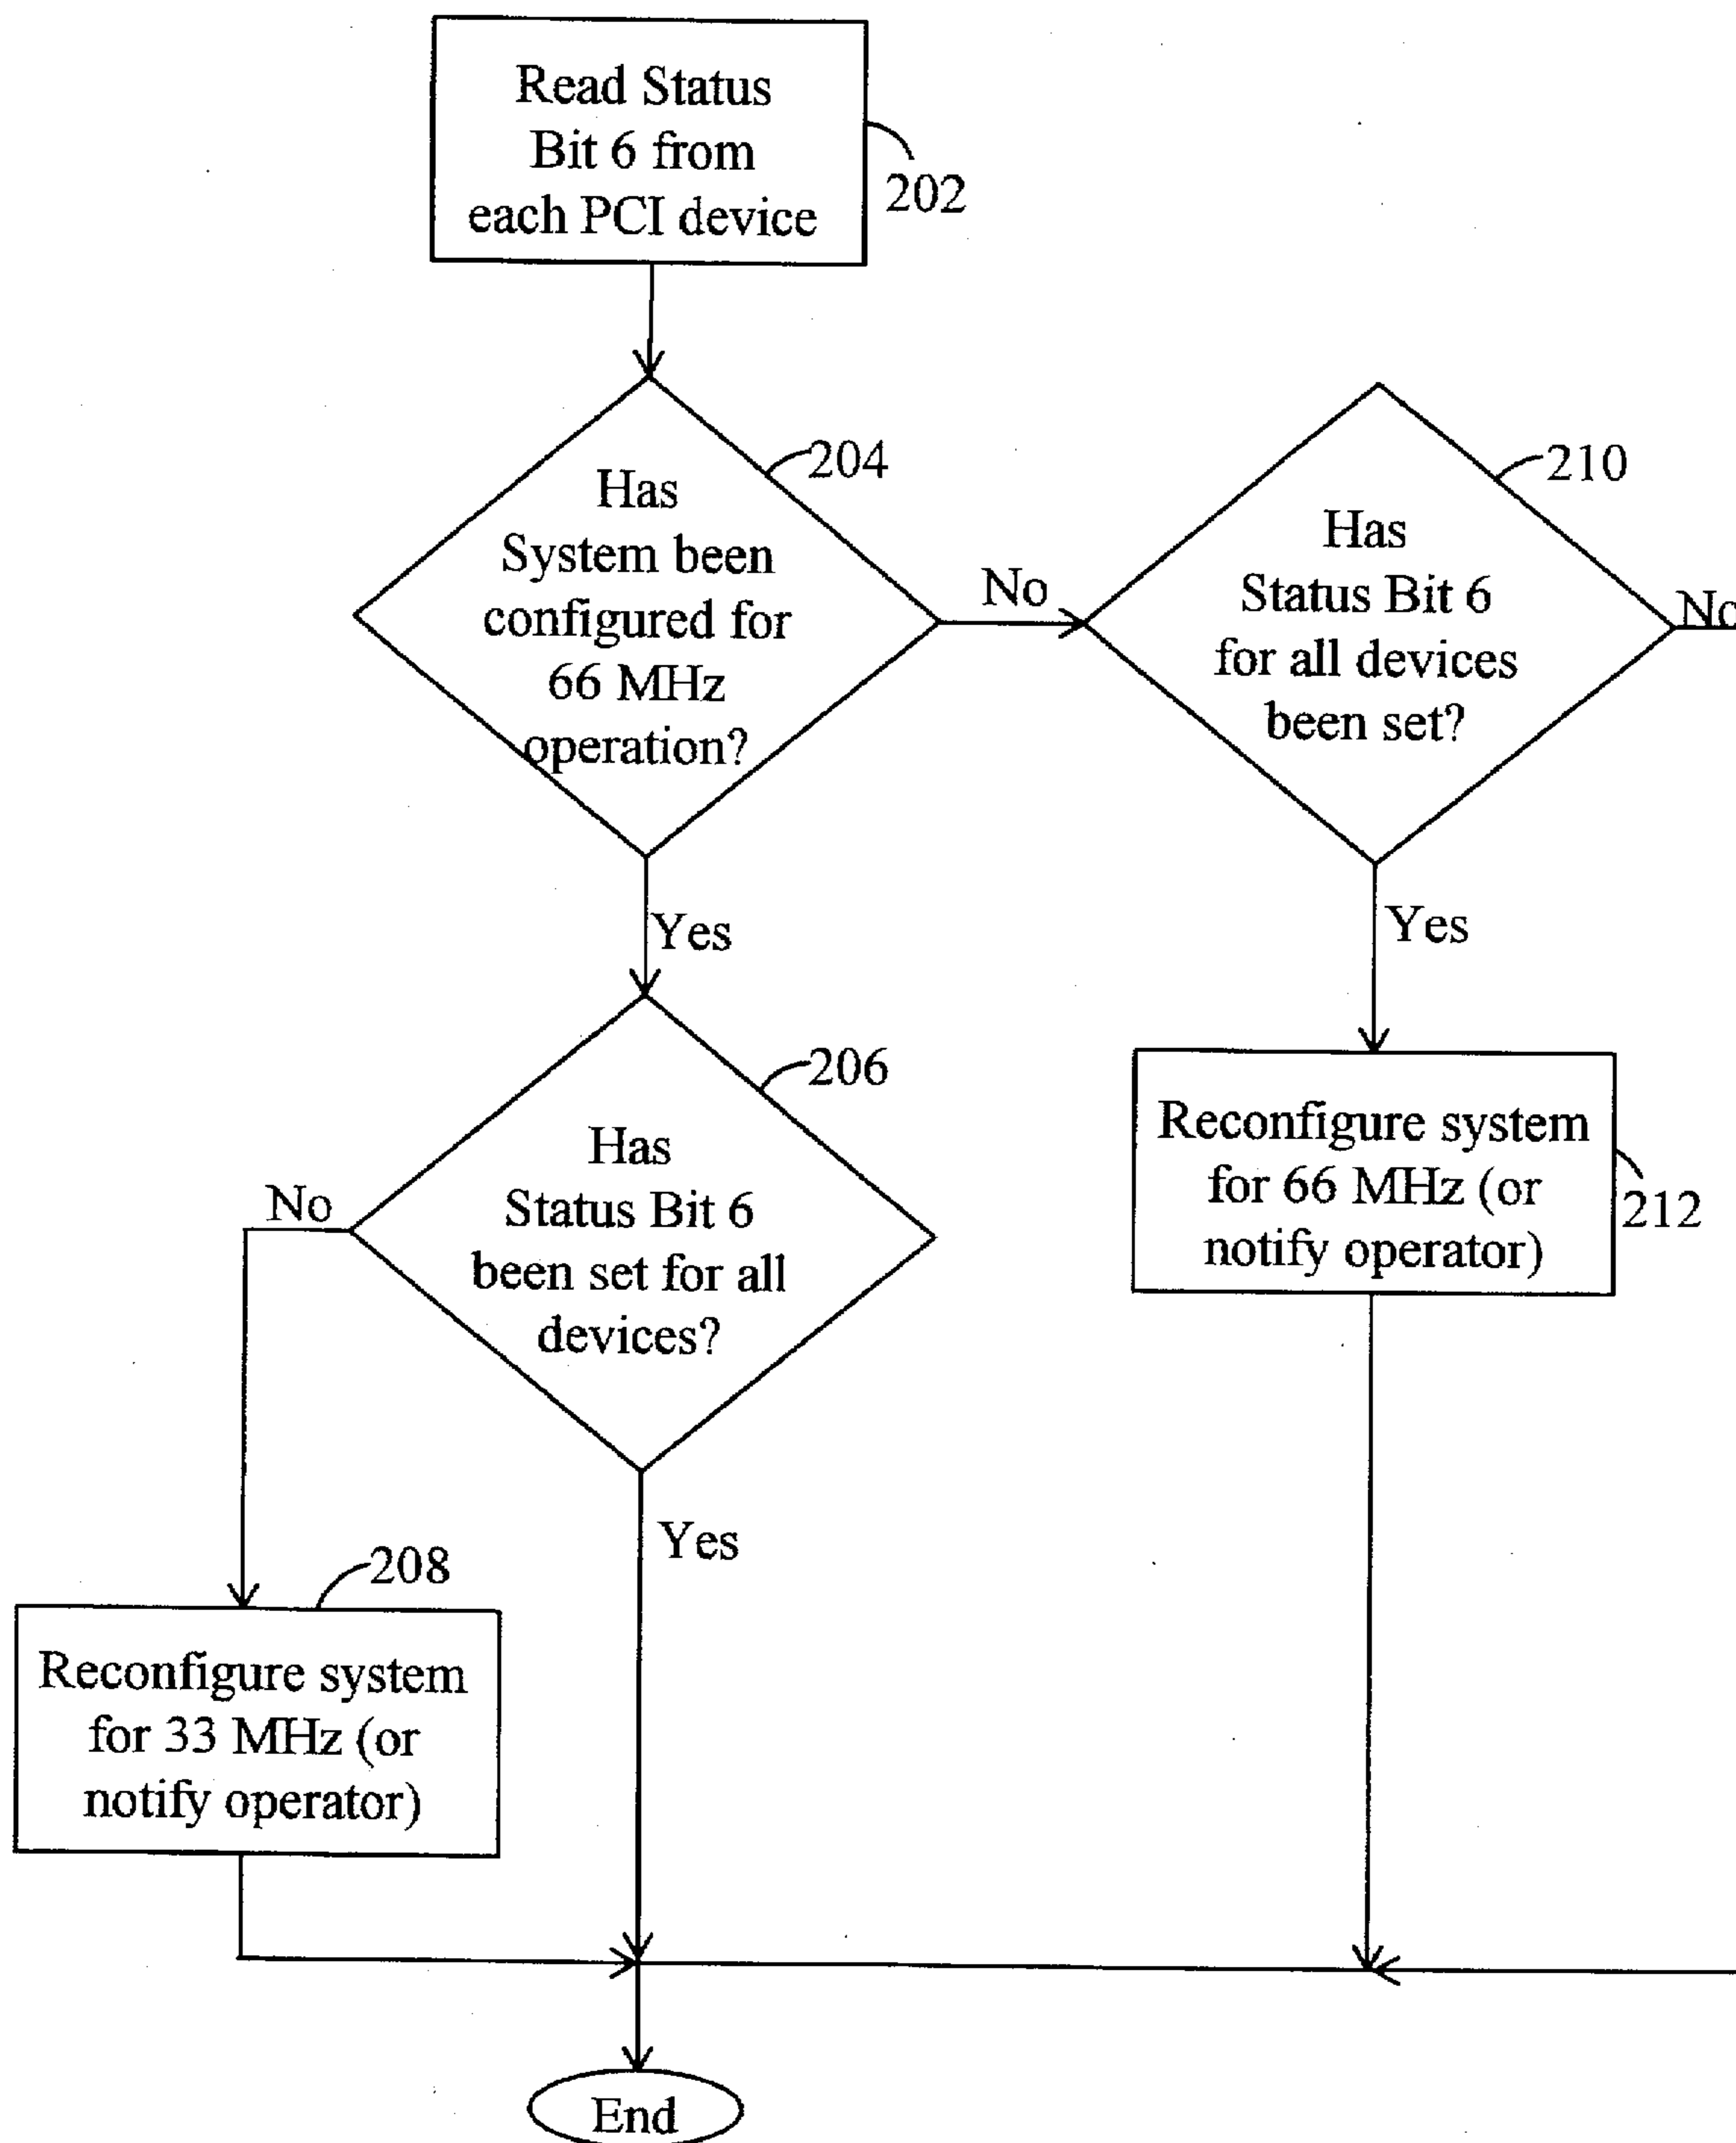 Read Status
Bit 6 from
each PCI device
202
Has
System been
configured for
66 MHz
operation?
204
No
Has
Status Bit 6
for all devices
been set?
210
No
Yes
Yes
Has
Status Bit 6
been set for all
devices?
206
No
Reconfigure system
for 66 MHz (or
notify operator)
212
Yes
208
Reconfigure system
for 33 MHz (or
notify operator)
End